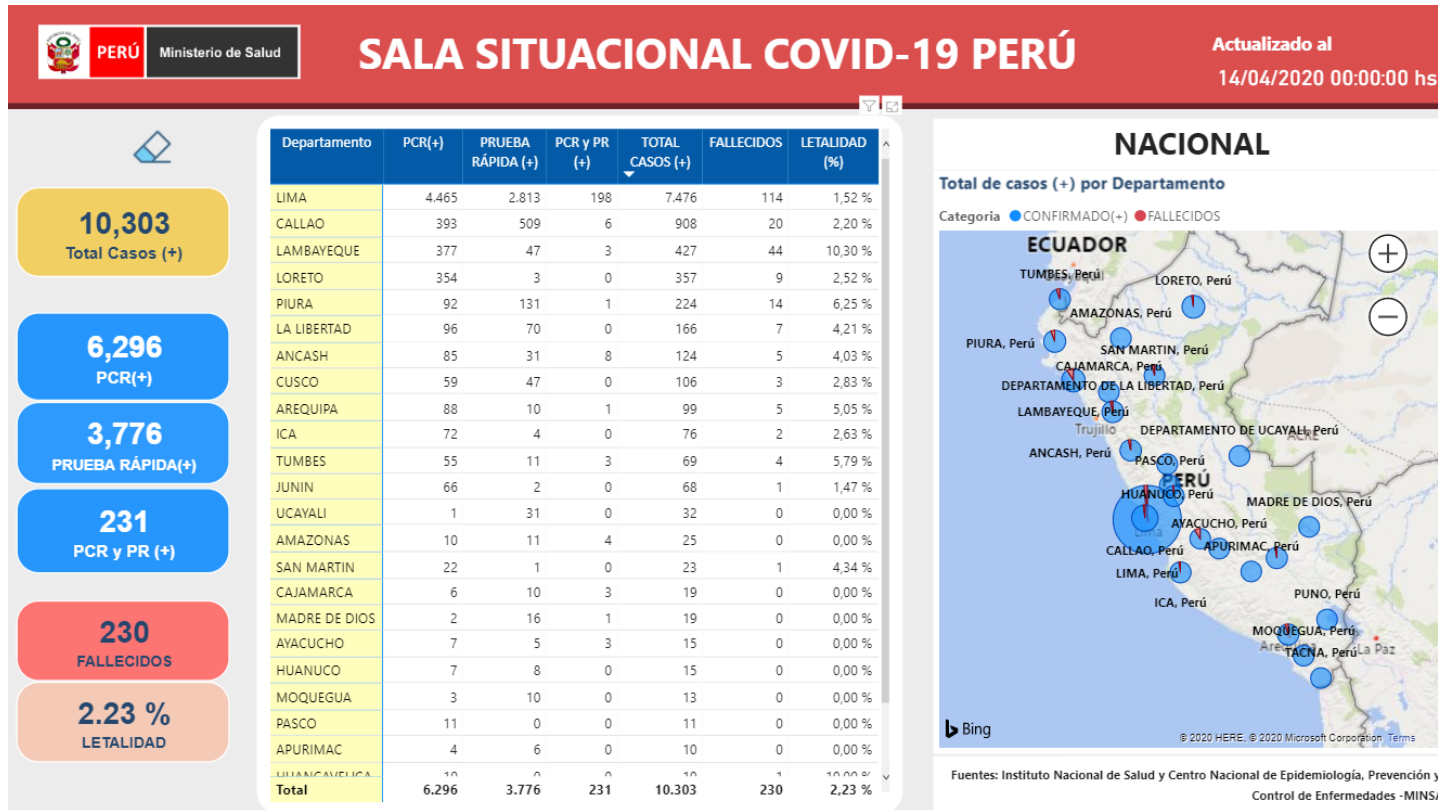 PERÚ Ministerio de Salud
SALA SITUACIONAL COVID-19 PERÚ
Actualizado al
14/04/2020 00:00:00 hs
10,303
Total Casos (+)
6,296
PCR(+)
3,776
PRUEBA RÁPIDA(+)
231
PCR y PR (+)
230
FALLECIDOS
2.23 %
LETALIDAD
Departamento PCR(+) PRUEBA RÁPIDA (+) PCR y PR (+) TOTAL CASOS (+) FALLECIDOS LETALIDAD (%)
LIMA 4.465 2.813 198 7.476 114 1,52 %
CALLAO 393 509 6 908 20 2,20 %
LAMBAYEQUE 377 47 3 427 44 10,30 %
LORETO 354 3 0 357 9 2,52 %
PIURA 92 131 1 224 14 6,25 %
LA LIBERTAD 96 70 0 166 7 4,21 %
ANCASH 85 31 8 124 5 4,03 %
CUSCO 59 47 0 106 3 2,83 %
AREQUIPA 88 10 1 99 5 5,05 %
ICA 72 4 0 76 2 2,63 %
TUMBES 55 11 3 69 4 5,79 %
JUNIN 66 2 0 68 1 1,47 %
UCAYALI 1 31 0 32 0 0,00 %
AMAZONAS 10 11 4 25 0 0,00 %
SAN MARTIN 22 1 0 23 1 4,34 %
CAJAMARCA 6 10 3 19 0 0,00 %
MADRE DE DIOS 2 16 1 19 0 0,00 %
AYACUCHO 7 5 3 15 0 0,00 %
HUANUCO 7 8 0 15 0 0,00 %
MOQUEGUA 3 10 0 13 0 0,00 %
PASCO 11 0 0 11 0 0,00 %
APURIMAC 4 6 0 10 0 0,00 %
HUANCAVELICA 10 0 0 10 1 10,00 %
Total 6.296 3.776 231 10.303 230 2,23 %
NACIONAL
Total de casos (+) por Departamento
Categoria CONFIRMADO(+) FALLECIDOS
ECUADOR
TUMBES, Perú
LORETO, Perú
AMAZONAS, Perú
PIURA, Perú
SAN MARTIN, Perú
CAJAMARCA, Perú
DEPARTAMENTO DE LA LIBERTAD, Perú
LAMBAYEQUE, Perú
Trujillo
DEPARTAMENTO DE UCAYALI, Perú
ACRE
ANCASH, Perú
PASCO, Perú
PERÚ
HUANUCO, Perú
MADRE DE DIOS, Perú
AYACUCHO, Perú
Lima
CALLAO, Perú
APURIMAC, Perú
LIMA, Perú
ICA, Perú
PUNO, Perú
MOQUEGUA, Perú
TACNA, Perú
La Paz
Bing
© 2020 HERE, © 2020 Microsoft Corporation Terms
Fuentes: Instituto Nacional de Salud y Centro Nacional de Epidemiología, Prevención y
Control de Enfermedades -MINSA